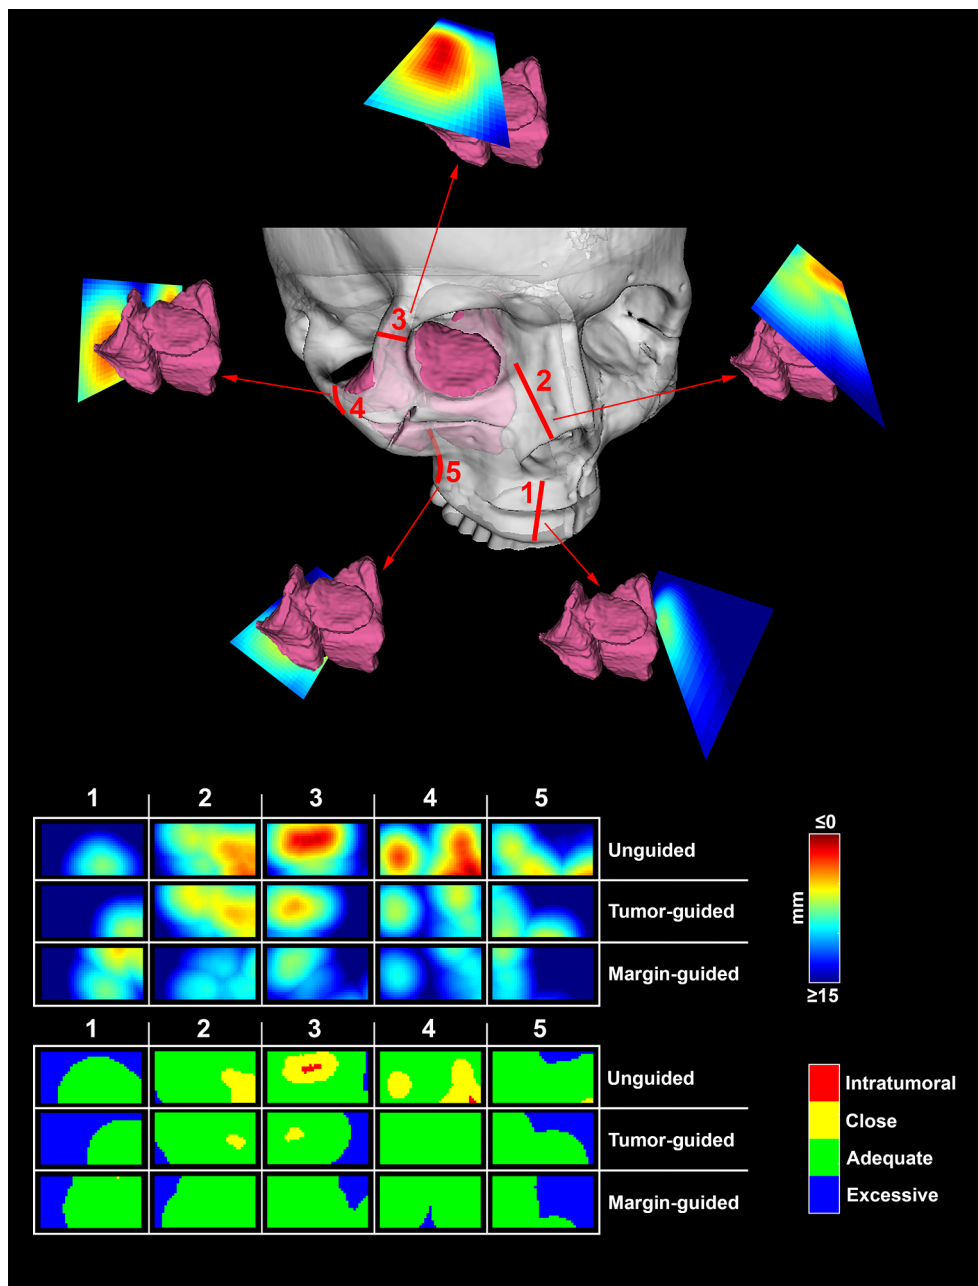 3
2
4
5
1
1 2 3 4 5
Unguided
Tumor-guided
Margin-guided
≤0
mm
≥15
1 2 3 4 5
Unguided
Tumor-guided
Margin-guided
Intratumoral
Close
Adequate
Excessive